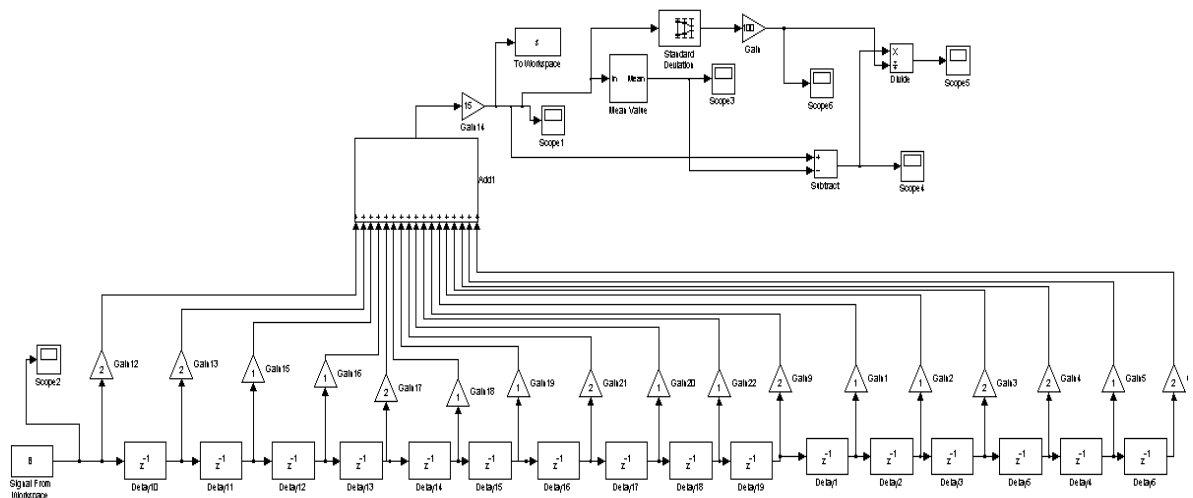 s
To Workspace
Standard
Deviation
100
Gain
In Mean
Mean Value
Scope3
Scope6
×
÷
Divide
Scope5
15
Gain14
Scope1
+
−
Subtract
Scope4
Add1
+ + + + + + + + + + + + + + + + +
Scope2
2 Gain12
2 Gain13
1 Gain15
1 Gain16
2 Gain17
1 Gain18
1 Gain19
2 Gain21
1 Gain20
1 Gain22
2 Gain9
1 Gain1
1 Gain2
2 Gain3
2 Gain4
1 Gain5
2
B
Signal From
Workspace
z-1 Delay10
z-1 Delay11
z-1 Delay12
z-1 Delay13
z-1 Delay14
z-1 Delay15
z-1 Delay16
z-1 Delay17
z-1 Delay18
z-1 Delay19
z-1 Delay1
z-1 Delay2
z-1 Delay3
z-1 Delay5
z-1 Delay4
z-1 Delay6